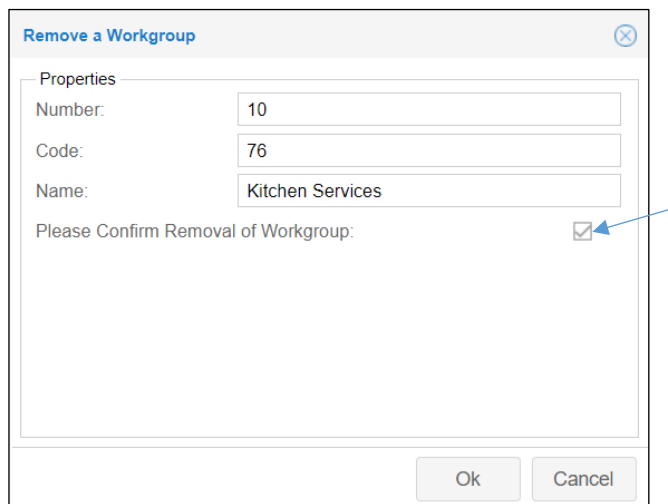 Remove a Workgroup
Properties
Number: 10
Code: 76
Name: Kitchen Services
Please Confirm Removal of Workgroup:
Ok Cancel